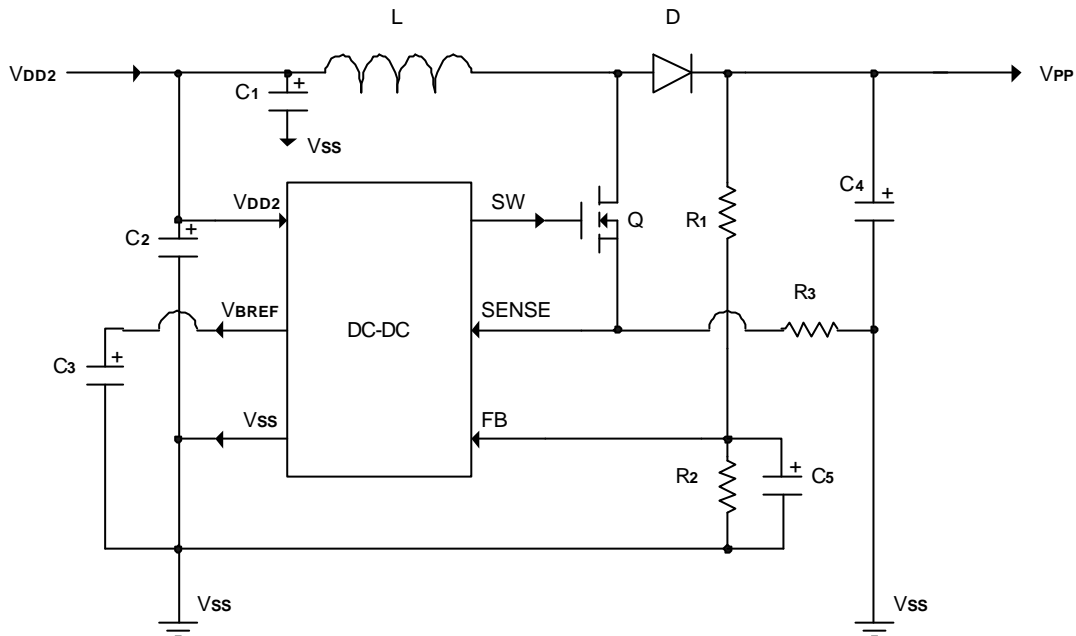 L D
VDD2 VPP
C1 +
VSS
VDD2 SW C4 +
C2 + Q R1
VBREF SENSE R3
DC-DC
C3 +
VSS FB
R2 + C5
VSS VSS